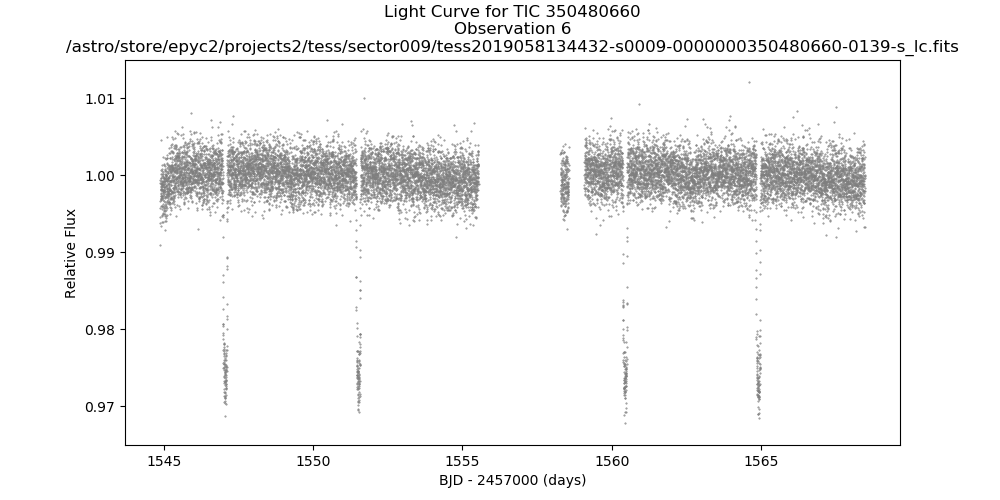 Light Curve for TIC 350480660
Observation 6
/astro/store/epyc2/projects2/tess/sector009/tess2019058134432-s0009-0000000350480660-0139-s_lc.fits
1.01
1.00
0.99
0.98
0.97
Relative Flux
1545 1550 1555 1560 1565
BJD - 2457000 (days)